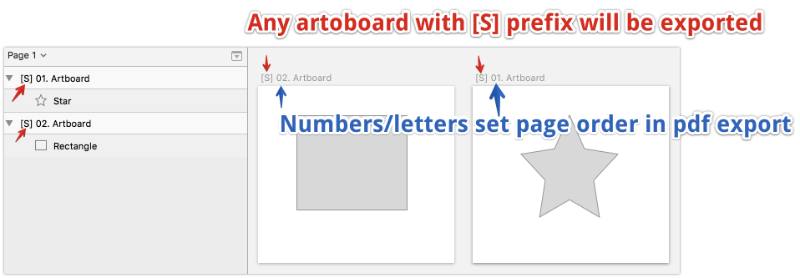 Any artoboard with [S] prefix will be exported
Page 1
[S] 01. Artboard
Star
[S] 02. Artboard
Rectangle
[S] 02. Artboard
[S] 01. Artboard
Numbers/letters set page order in pdf export